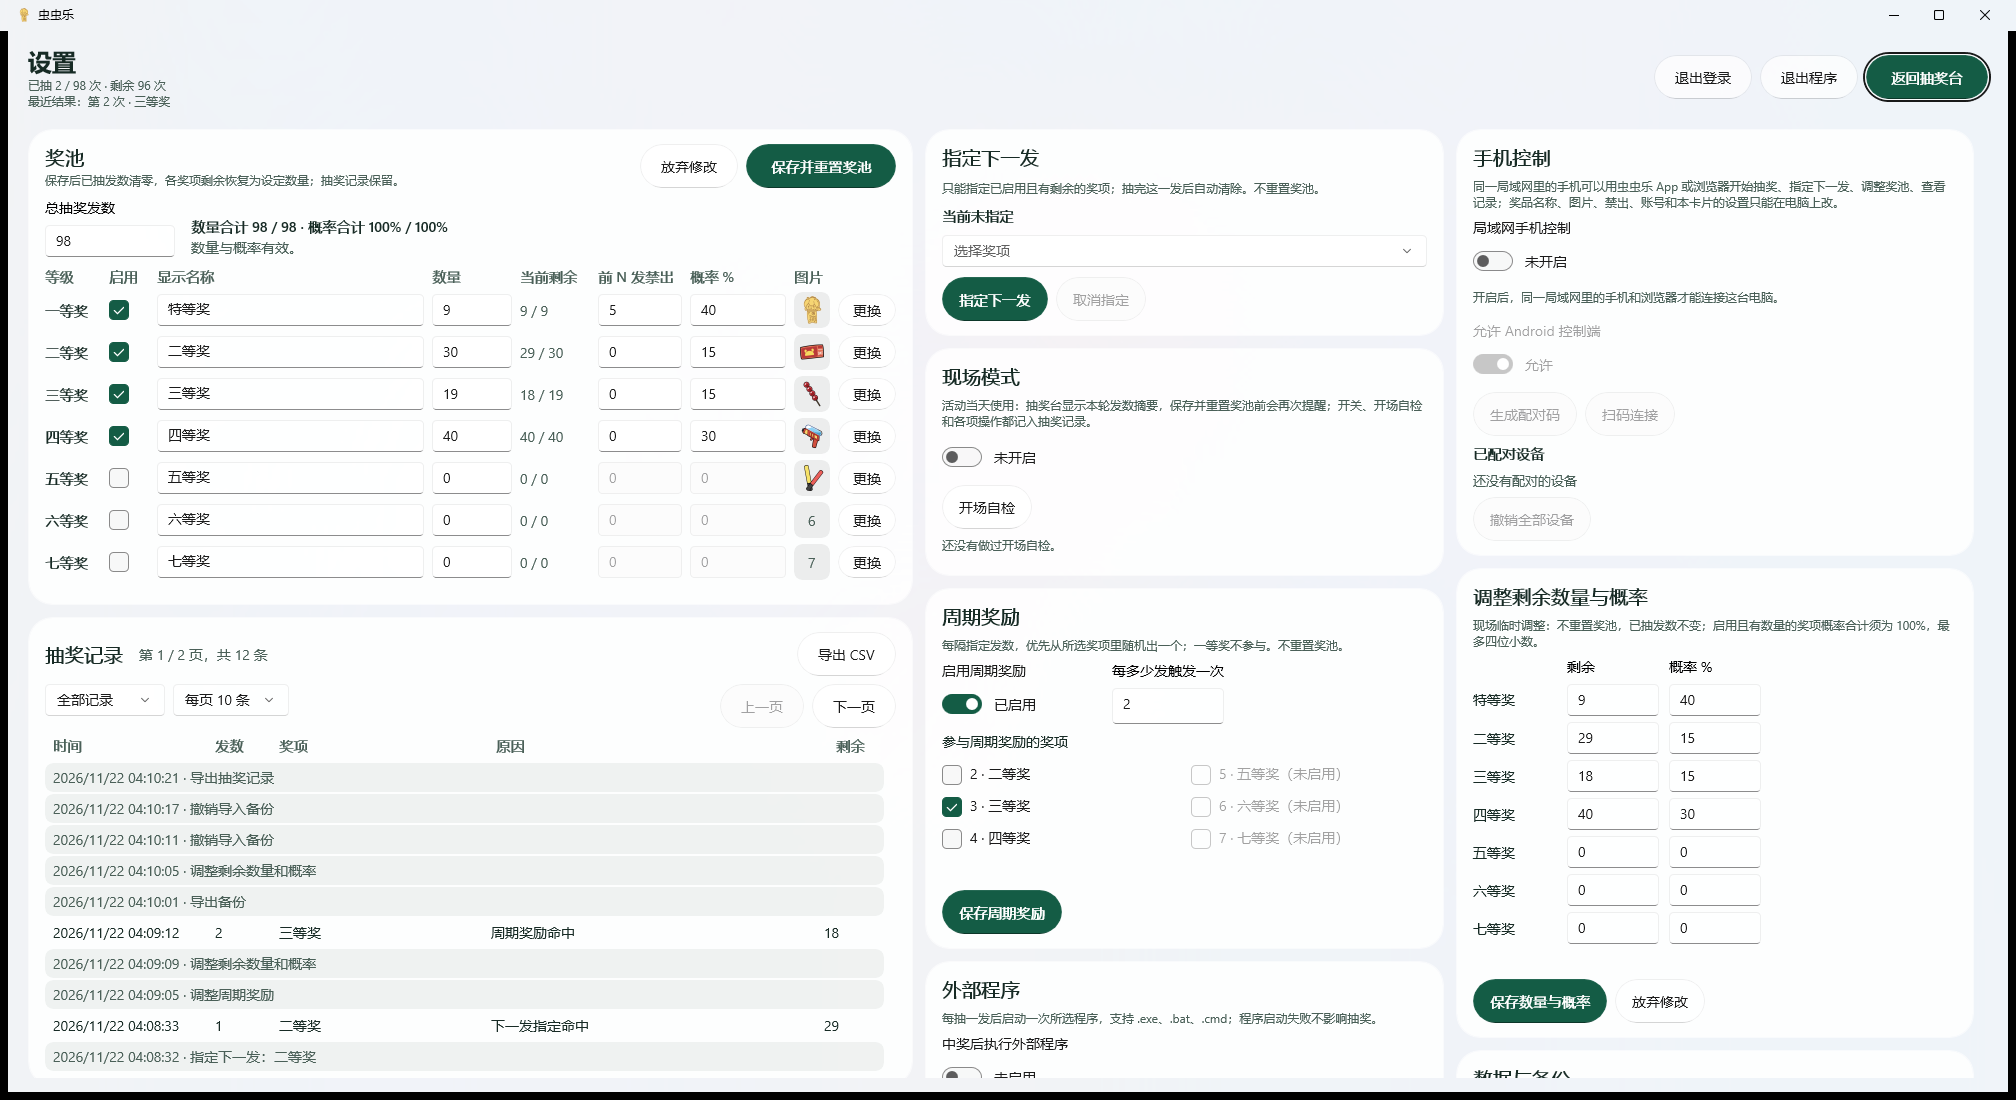 虫虫乐
设置
已抽 2 / 98 次 · 剩余 96 次
最近结果：第 2 次 · 三等奖
退出登录
退出程序
返回抽奖台
奖池
保存后已抽发数清零，各奖项剩余恢复为设定数量；抽奖记录保留。
放弃修改
保存并重置奖池
总抽奖发数
98
数量合计 98 / 98 · 概率合计 100% / 100%
数量与概率有效。
等级 启用 显示名称 数量 当前剩余 前 N 发禁出 概率 % 图片
一等奖 特等奖 9 9 / 9 5 40 更换
二等奖 二等奖 30 29 / 30 0 15 更换
三等奖 三等奖 19 18 / 19 0 15 更换
四等奖 四等奖 40 40 / 40 0 30 更换
五等奖 五等奖 0 0 / 0 0 0 更换
六等奖 六等奖 0 0 / 0 0 0 6 更换
七等奖 七等奖 0 0 / 0 0 0 7 更换
抽奖记录 第 1 / 2 页，共 12 条
导出 CSV
全部记录 每页 10 条
上一页 下一页
时间 发数 奖项 原因 剩余
2026/11/22 04:10:21 · 导出抽奖记录
2026/11/22 04:10:17 · 撤销导入备份
2026/11/22 04:10:11 · 撤销导入备份
2026/11/22 04:10:05 · 调整剩余数量和概率
2026/11/22 04:10:01 · 导出备份
2026/11/22 04:09:12 2 三等奖 周期奖励命中 18
2026/11/22 04:09:09 · 调整剩余数量和概率
2026/11/22 04:09:05 · 调整周期奖励
2026/11/22 04:08:33 1 二等奖 下一发指定命中 29
2026/11/22 04:08:32 · 指定下一发：二等奖
指定下一发
只能指定已启用且有剩余的奖项；抽完这一发后自动清除。不重置奖池。
当前未指定
选择奖项
指定下一发 取消指定
现场模式
活动当天使用：抽奖台显示本轮发数摘要，保存并重置奖池前会再次提醒；开关、开场自检
和各项操作都记入抽奖记录。
未开启
开场自检
还没有做过开场自检。
周期奖励
每隔指定发数，优先从所选奖项里随机出一个；一等奖不参与。不重置奖池。
启用周期奖励 每多少发触发一次
已启用 2
参与周期奖励的奖项
2 · 二等奖 5 · 五等奖（未启用）
3 · 三等奖 6 · 六等奖（未启用）
4 · 四等奖 7 · 七等奖（未启用）
保存周期奖励
外部程序
每抽一发后启动一次所选程序，支持 .exe、.bat、.cmd；程序启动失败不影响抽奖。
中奖后执行外部程序
未启用
手机控制
同一局域网里的手机可以用虫虫乐 App 或浏览器开始抽奖、指定下一发、调整奖池、查看
记录；奖品名称、图片、禁出、账号和本卡片的设置只能在电脑上改。
局域网手机控制
未开启
开启后，同一局域网里的手机和浏览器才能连接这台电脑。
允许 Android 控制端
允许
生成配对码 扫码连接
已配对设备
还没有配对的设备
撤销全部设备
调整剩余数量与概率
现场临时调整：不重置奖池，已抽发数不变；启用且有数量的奖项概率合计须为 100%，最
多四位小数。
剩余 概率 %
特等奖 9 40
二等奖 29 15
三等奖 18 15
四等奖 40 30
五等奖 0 0
六等奖 0 0
七等奖 0 0
保存数量与概率 放弃修改
数据与备份